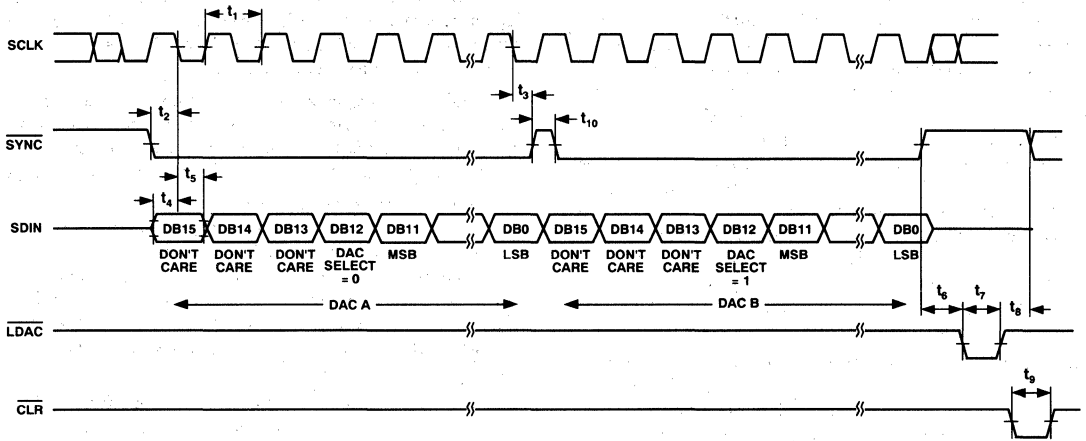 SCLK
t1
t2
t3
SYNC
t10
t4
t5
SDIN
DB15 DB14 DB13 DB12 DB11 DB0 DB15 DB14 DB13 DB12 DB11 DB0
DON'T CARE
DON'T CARE
DON'T CARE
DAC SELECT = 0
MSB
LSB
DON'T CARE
DON'T CARE
DON'T CARE
DAC SELECT = 1
MSB
LSB
DAC A
DAC B
t6
t7
t8
LDAC
t9
CLR